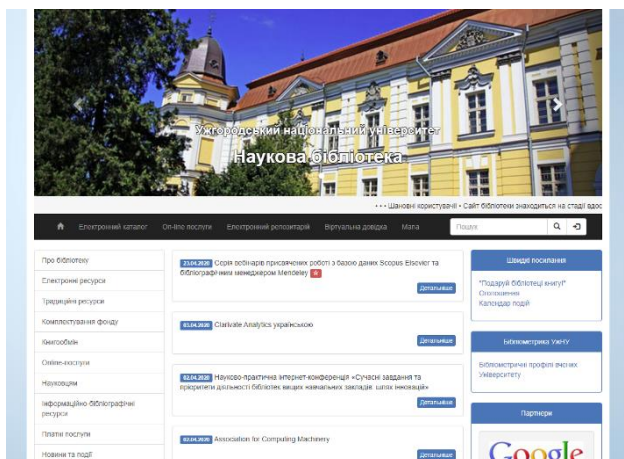 Ужгородський національний університет
Наукова бібліотека
• • • Шановні користувачі! • Сайт бібліотеки знаходиться на стадії вдос
Електронний каталог On-line послуги Електронний репозитарій Віртуальна довідка Мапа Пошук
Про бібліотеку
Електронні ресурси
Традиційні ресурси
Комплектування фонду
Книгообмін
Online-послуги
Науковцям
Інформаційно-бібліографічні
ресурси
Платні послуги
Новини та події
23.04.2020 Серія вебінарів присвячених роботі з базою даних Scopus Elsevier та
бібліографічним менеджером Mendeley
Детальніше
03.04.2020 Clarivate Analytics українською
Детальніше
02.04.2020 Науково-практична інтернет-конференція «Сучасні завдання та
пріоритети діяльності бібліотек вищих навчальних закладів: шлях інновацій»
Детальніше
02.04.2020 Association for Computing Machinery
Детальніше
Швидкі посилання
"Подаруй бібліотеці книгу!"
Оголошення
Календар подій
Бібліометрика УжНУ
Бібліометричні профілі вчених
Університету
Партнери
Google